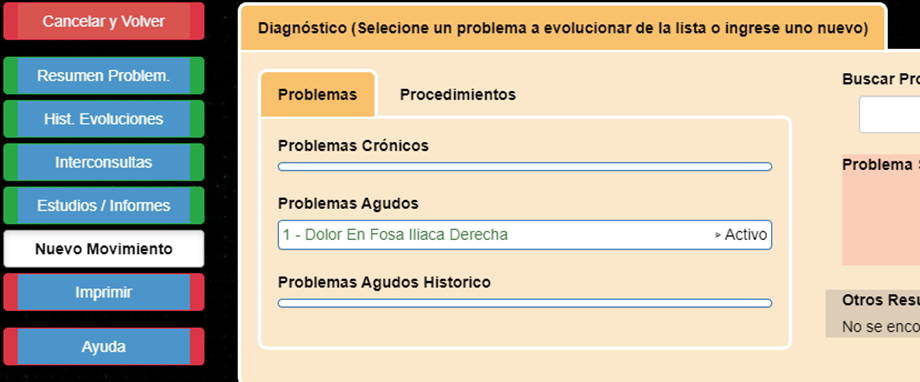 Cancelar y Volver
Resumen Problem.
Hist. Evoluciones
Interconsultas
Estudios / Informes
Nuevo Movimiento
Imprimir
Ayuda
Diagnóstico (Selecione un problema a evolucionar de la lista o ingrese uno nuevo)
Problemas
Procedimientos
Problemas Crónicos
Problemas Agudos
1 - Dolor En Fosa Iliaca Derecha ▹ Activo
Problemas Agudos Historico
Buscar Pro
Problema
Otros Resu
No se enco